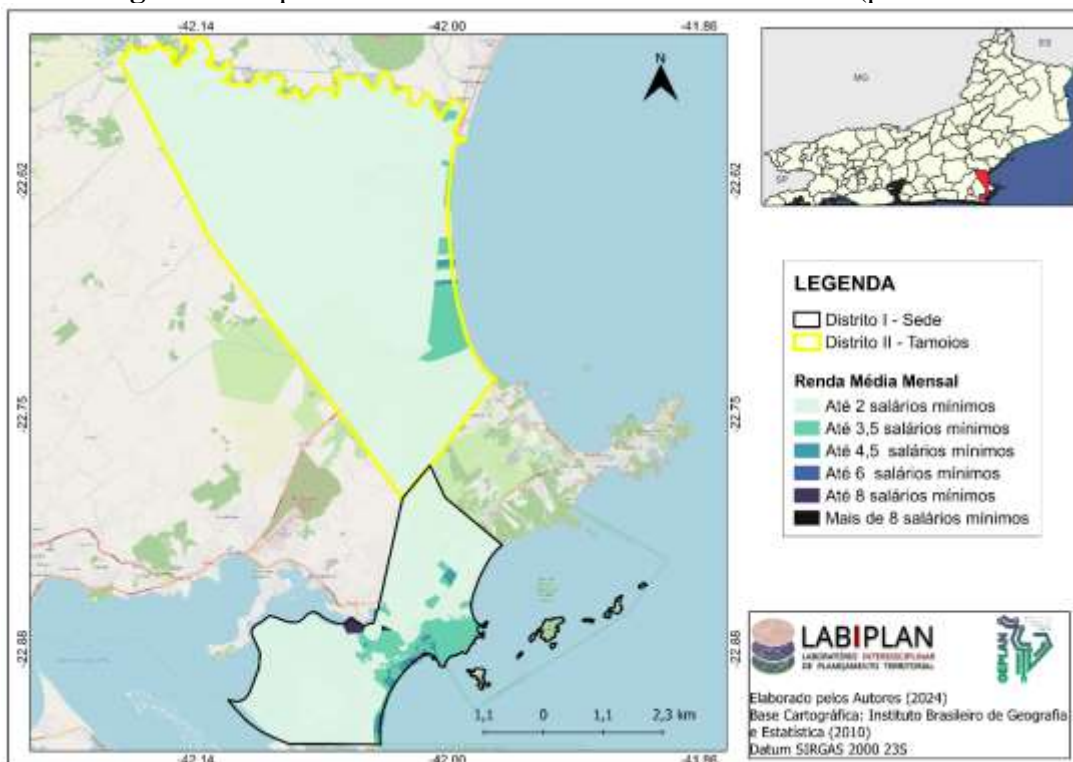 -42.14 -42.00 -41.86
N
-22.62 -22.62
-22.75 -22.75
-22.88 -22.88
MG
ES
SP
LEGENDA
Distrito I - Sede
Distrito II - Tamoios
Renda Média Mensal
Até 2 salários mínimos
Até 3,5 salários mínimos
Até 4,5 salários mínimos
Até 6 salários mínimos
Até 8 salários mínimos
Mais de 8 salários mínimos
1,1 0 1,1 2,3 km
LABIPLAN
LABORATÓRIO INTERDISCIPLINAR
DE PLANEJAMENTO TERRITORIAL
GEPLAN
Elaborado pelos Autores (2024)
Base Cartográfica: Instituto Brasileiro de Geografia
e Estatística (2010)
Datum SIRGAS 2000 23S
-42.14 -42.00 -41.86